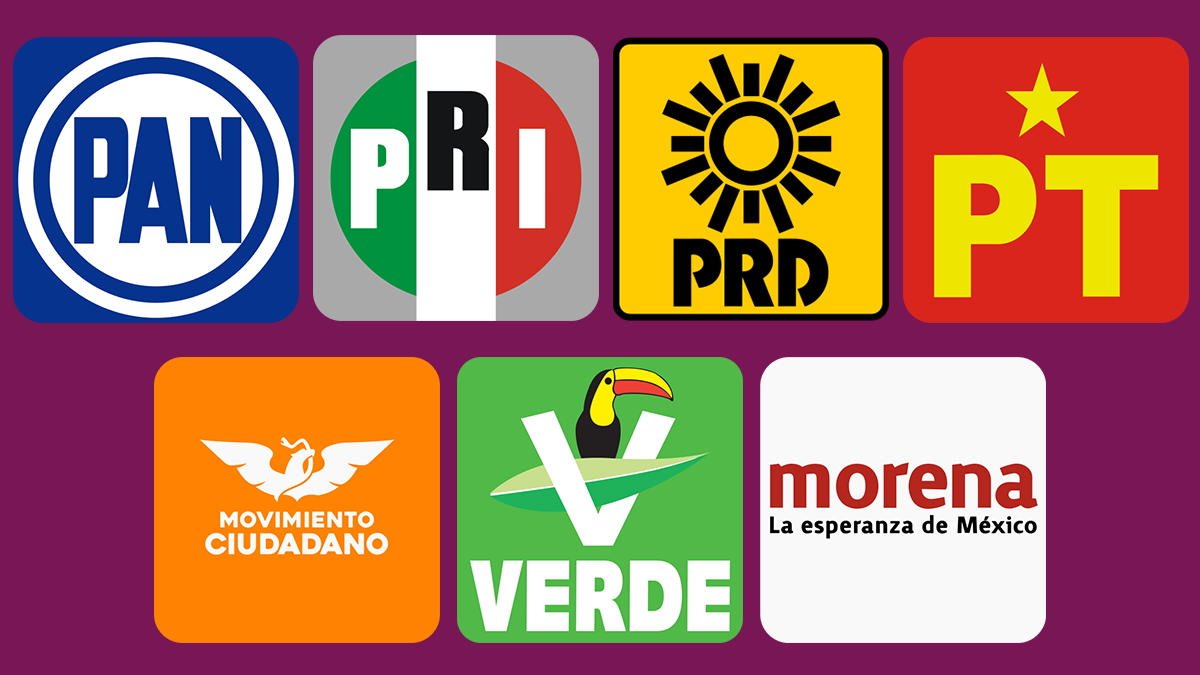 PAN
PRI
PRD
PT
MOVIMIENTO
CIUDADANO
V
VERDE
morena
La esperanza de México